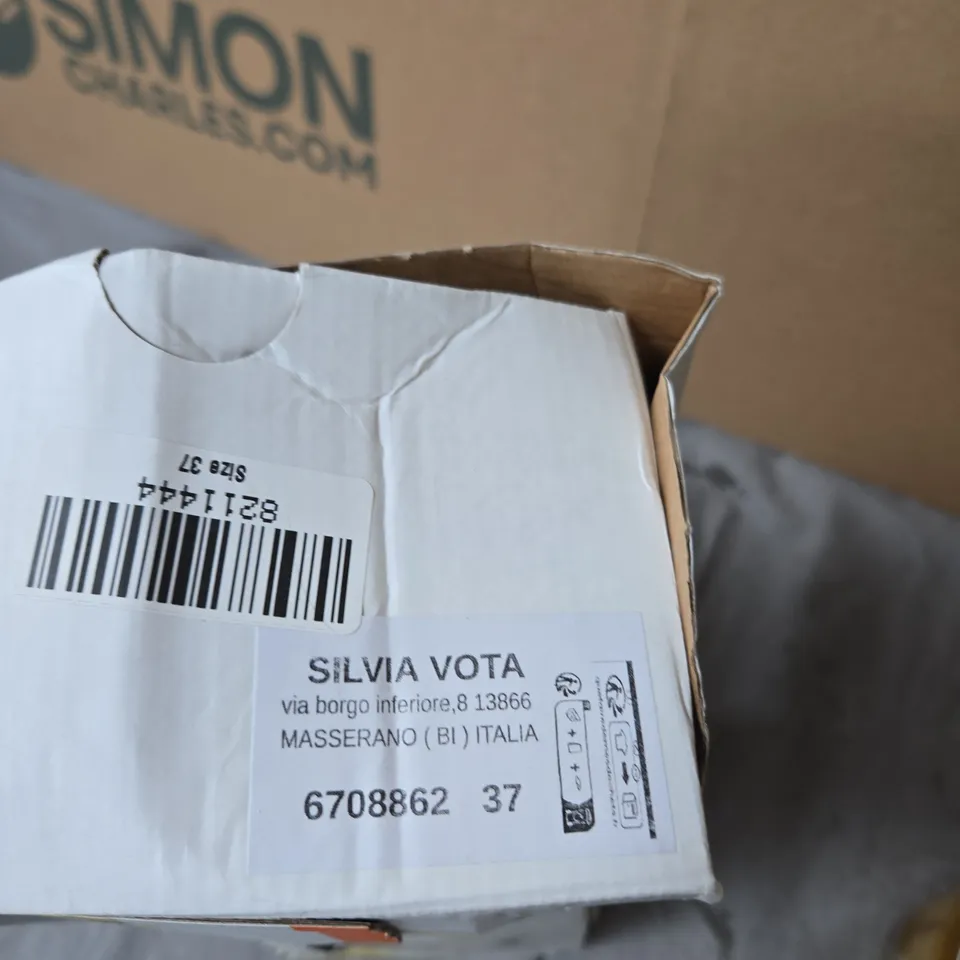 SIMON
CHARLES.COM
Size 37
8211444
SILVIA VOTA
via borgo inferiore,8 13866
MASSERANO ( BI ) ITALIA
6708862 37